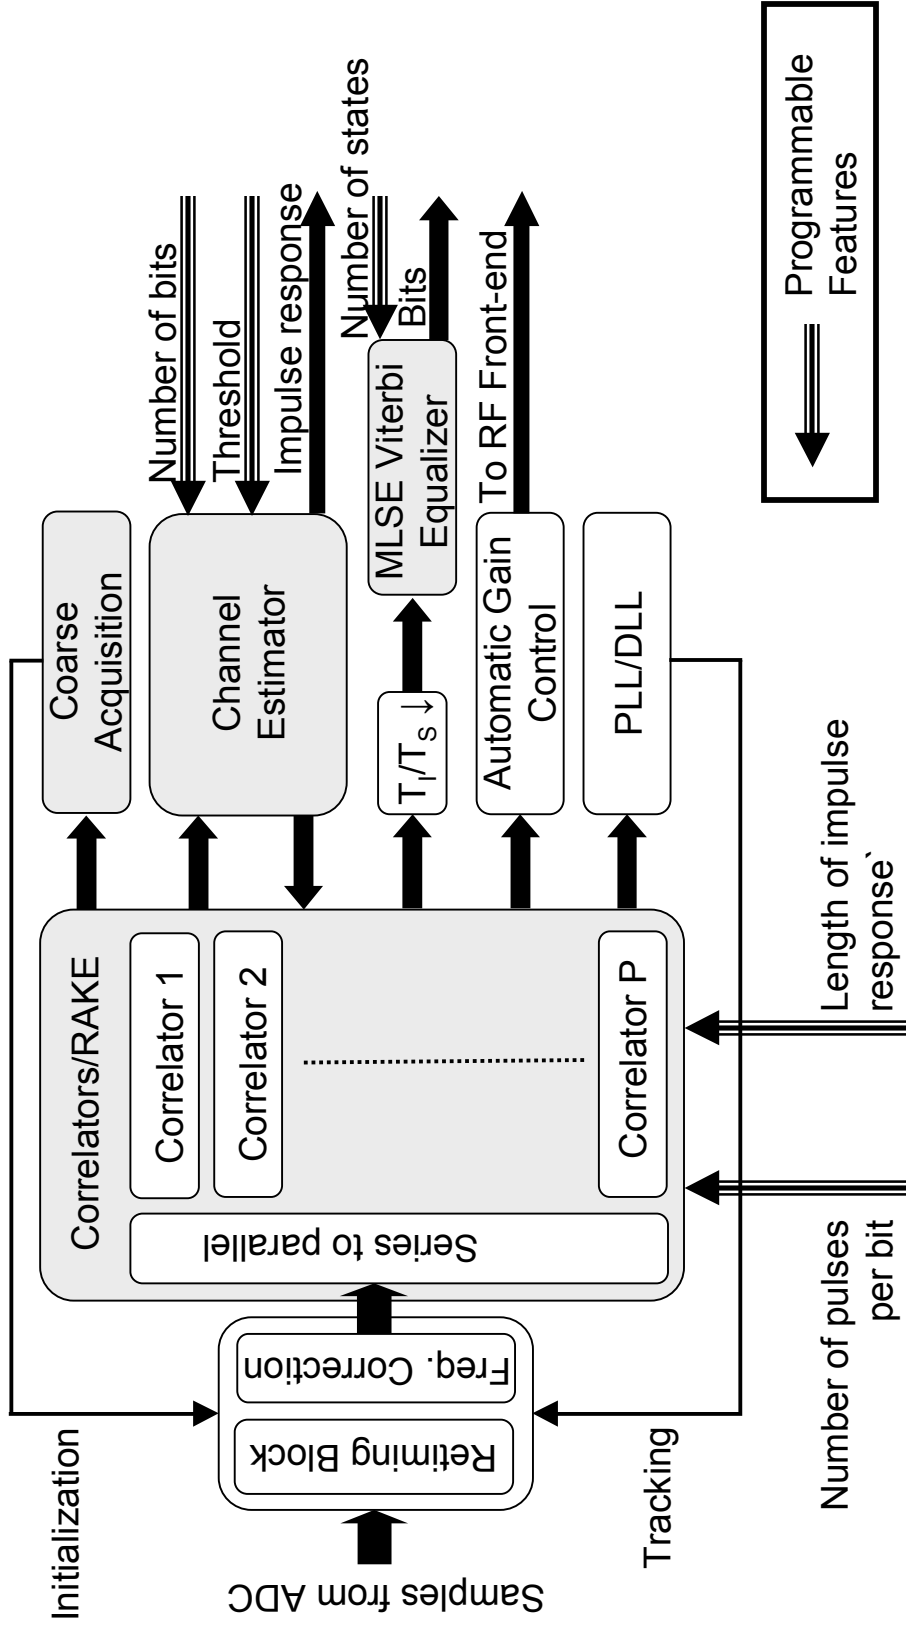 Initialization
Samples from ADC
Retiming Block
Freq. Correction
Tracking
Correlators/RAKE
Series to parallel
Correlator 1
Correlator 2
Correlator P
Number of pulses
per bit
Length of impulse
response`
Coarse
Acquisition
Channel
Estimator
Number of bits
Threshold
Impulse response
T_I/T_S ↓
MLSE Viterbi
Equalizer
Number of states
Bits
Automatic Gain
Control
To RF Front-end
PLL/DLL
Programmable
Features